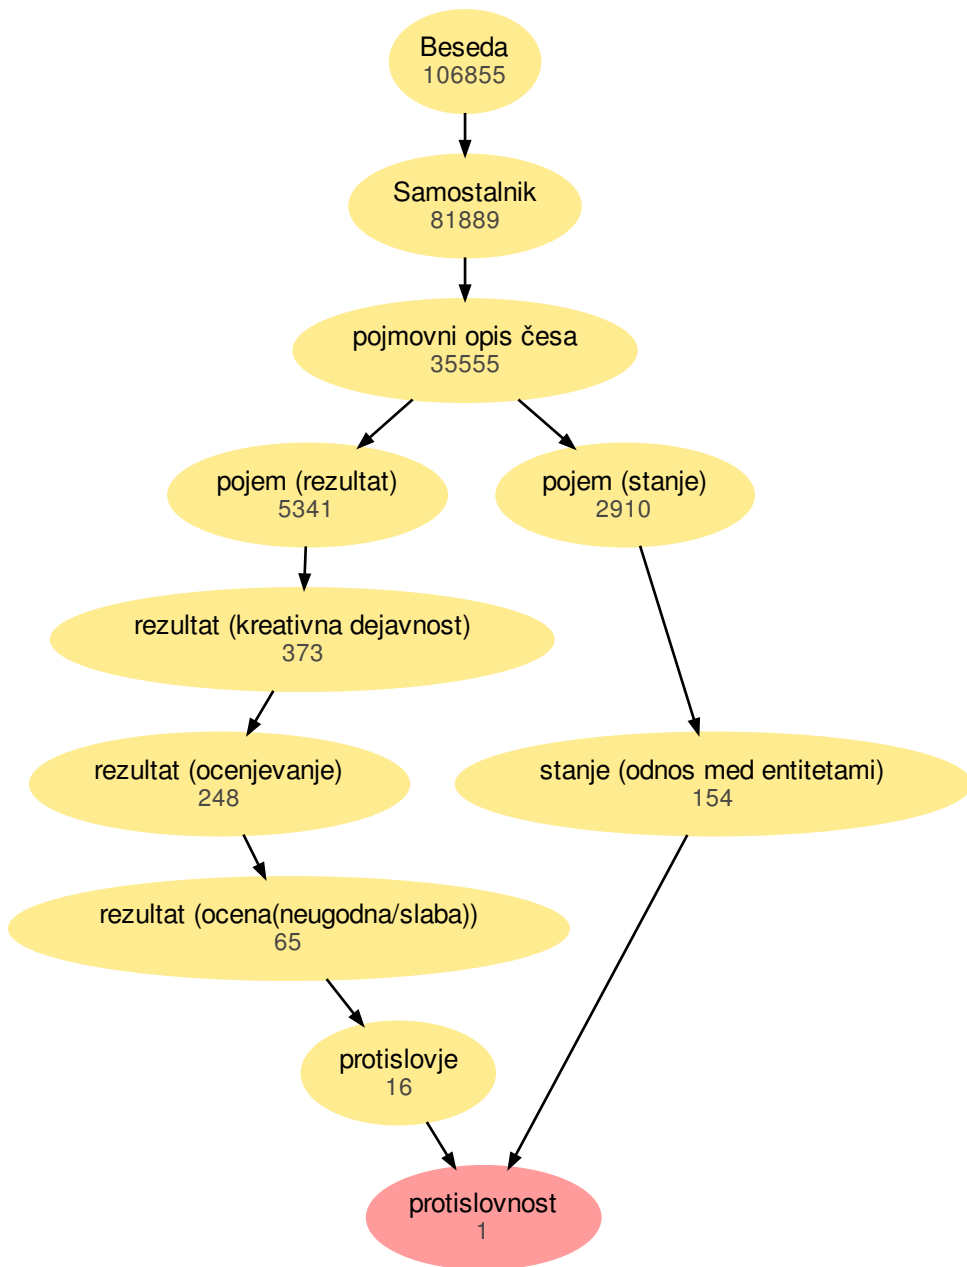 Beseda
106855
Samostalnik
81889
pojmovni opis česa
35555
pojem (rezultat)
5341
pojem (stanje)
2910
rezultat (kreativna dejavnost)
373
rezultat (ocenjevanje)
248
stanje (odnos med entitetami)
154
rezultat (ocena(neugodna/slaba))
65
protislovje
16
protislovnost
1